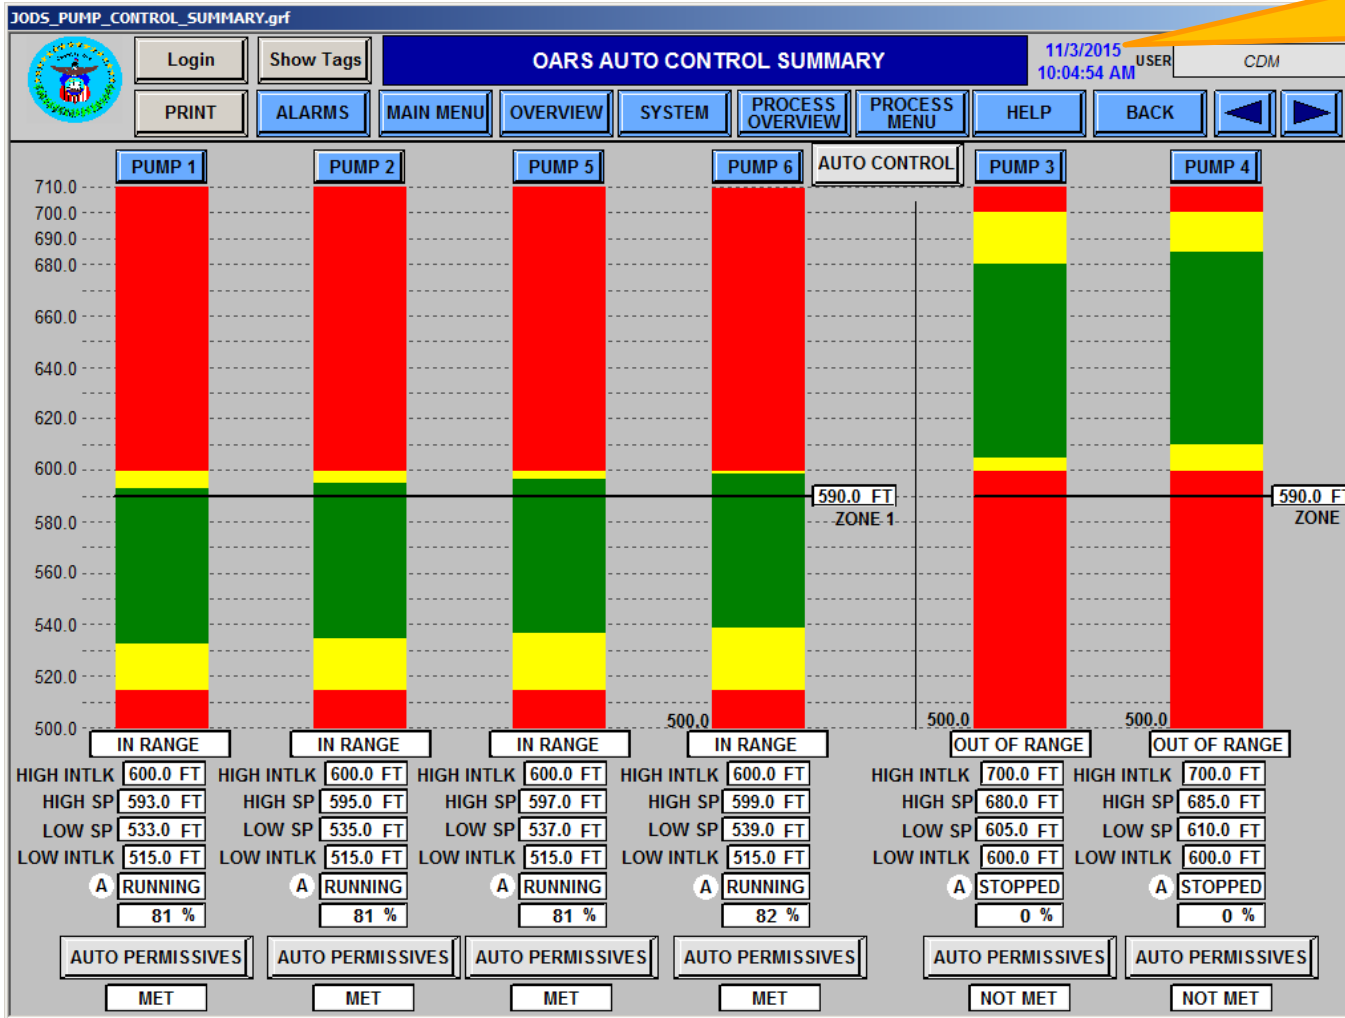 JODS_PUMP_CONTROL_SUMMARY.grf
Login Show Tags OARS AUTO CONTROL SUMMARY 11/3/2015 10:04:54 AM USER CDM
PRINT ALARMS MAIN MENU OVERVIEW SYSTEM PROCESS OVERVIEW PROCESS MENU HELP BACK
PUMP 1 PUMP 2 PUMP 5 PUMP 6 AUTO CONTROL PUMP 3 PUMP 4
710.0
700.0
690.0
680.0
660.0
640.0
620.0
600.0
590.0 FT 590.0 FT
580.0 ZONE 1 ZONE
560.0
540.0
520.0
500.0 500.0 500.0 500.0
IN RANGE IN RANGE IN RANGE IN RANGE OUT OF RANGE OUT OF RANGE
HIGH INTLK 600.0 FT HIGH INTLK 600.0 FT HIGH INTLK 600.0 FT HIGH INTLK 600.0 FT HIGH INTLK 700.0 FT HIGH INTLK 700.0 FT
HIGH SP 593.0 FT HIGH SP 595.0 FT HIGH SP 597.0 FT HIGH SP 599.0 FT HIGH SP 680.0 FT HIGH SP 685.0 FT
LOW SP 533.0 FT LOW SP 535.0 FT LOW SP 537.0 FT LOW SP 539.0 FT LOW SP 605.0 FT LOW SP 610.0 FT
LOW INTLK 515.0 FT LOW INTLK 515.0 FT LOW INTLK 515.0 FT LOW INTLK 515.0 FT LOW INTLK 600.0 FT LOW INTLK 600.0 FT
A RUNNING A RUNNING A RUNNING A RUNNING A STOPPED A STOPPED
81 % 81 % 81 % 82 % 0 % 0 %
AUTO PERMISSIVES AUTO PERMISSIVES AUTO PERMISSIVES AUTO PERMISSIVES AUTO PERMISSIVES AUTO PERMISSIVES
MET MET MET MET NOT MET NOT MET